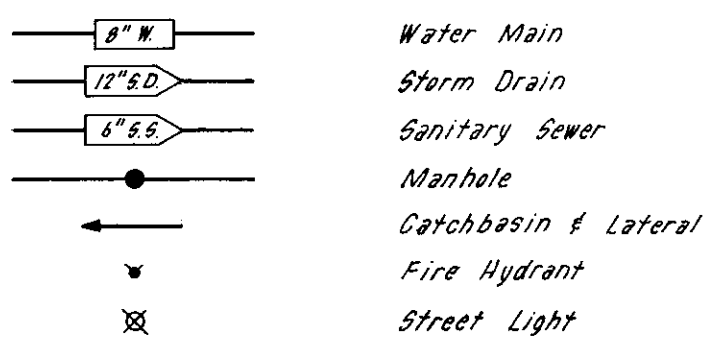 8" W. Water Main
12" S.D. Storm Drain
6" S.S. Sanitary Sewer
Manhole
Catchbasin & Lateral
Fire Hydrant
Street Light